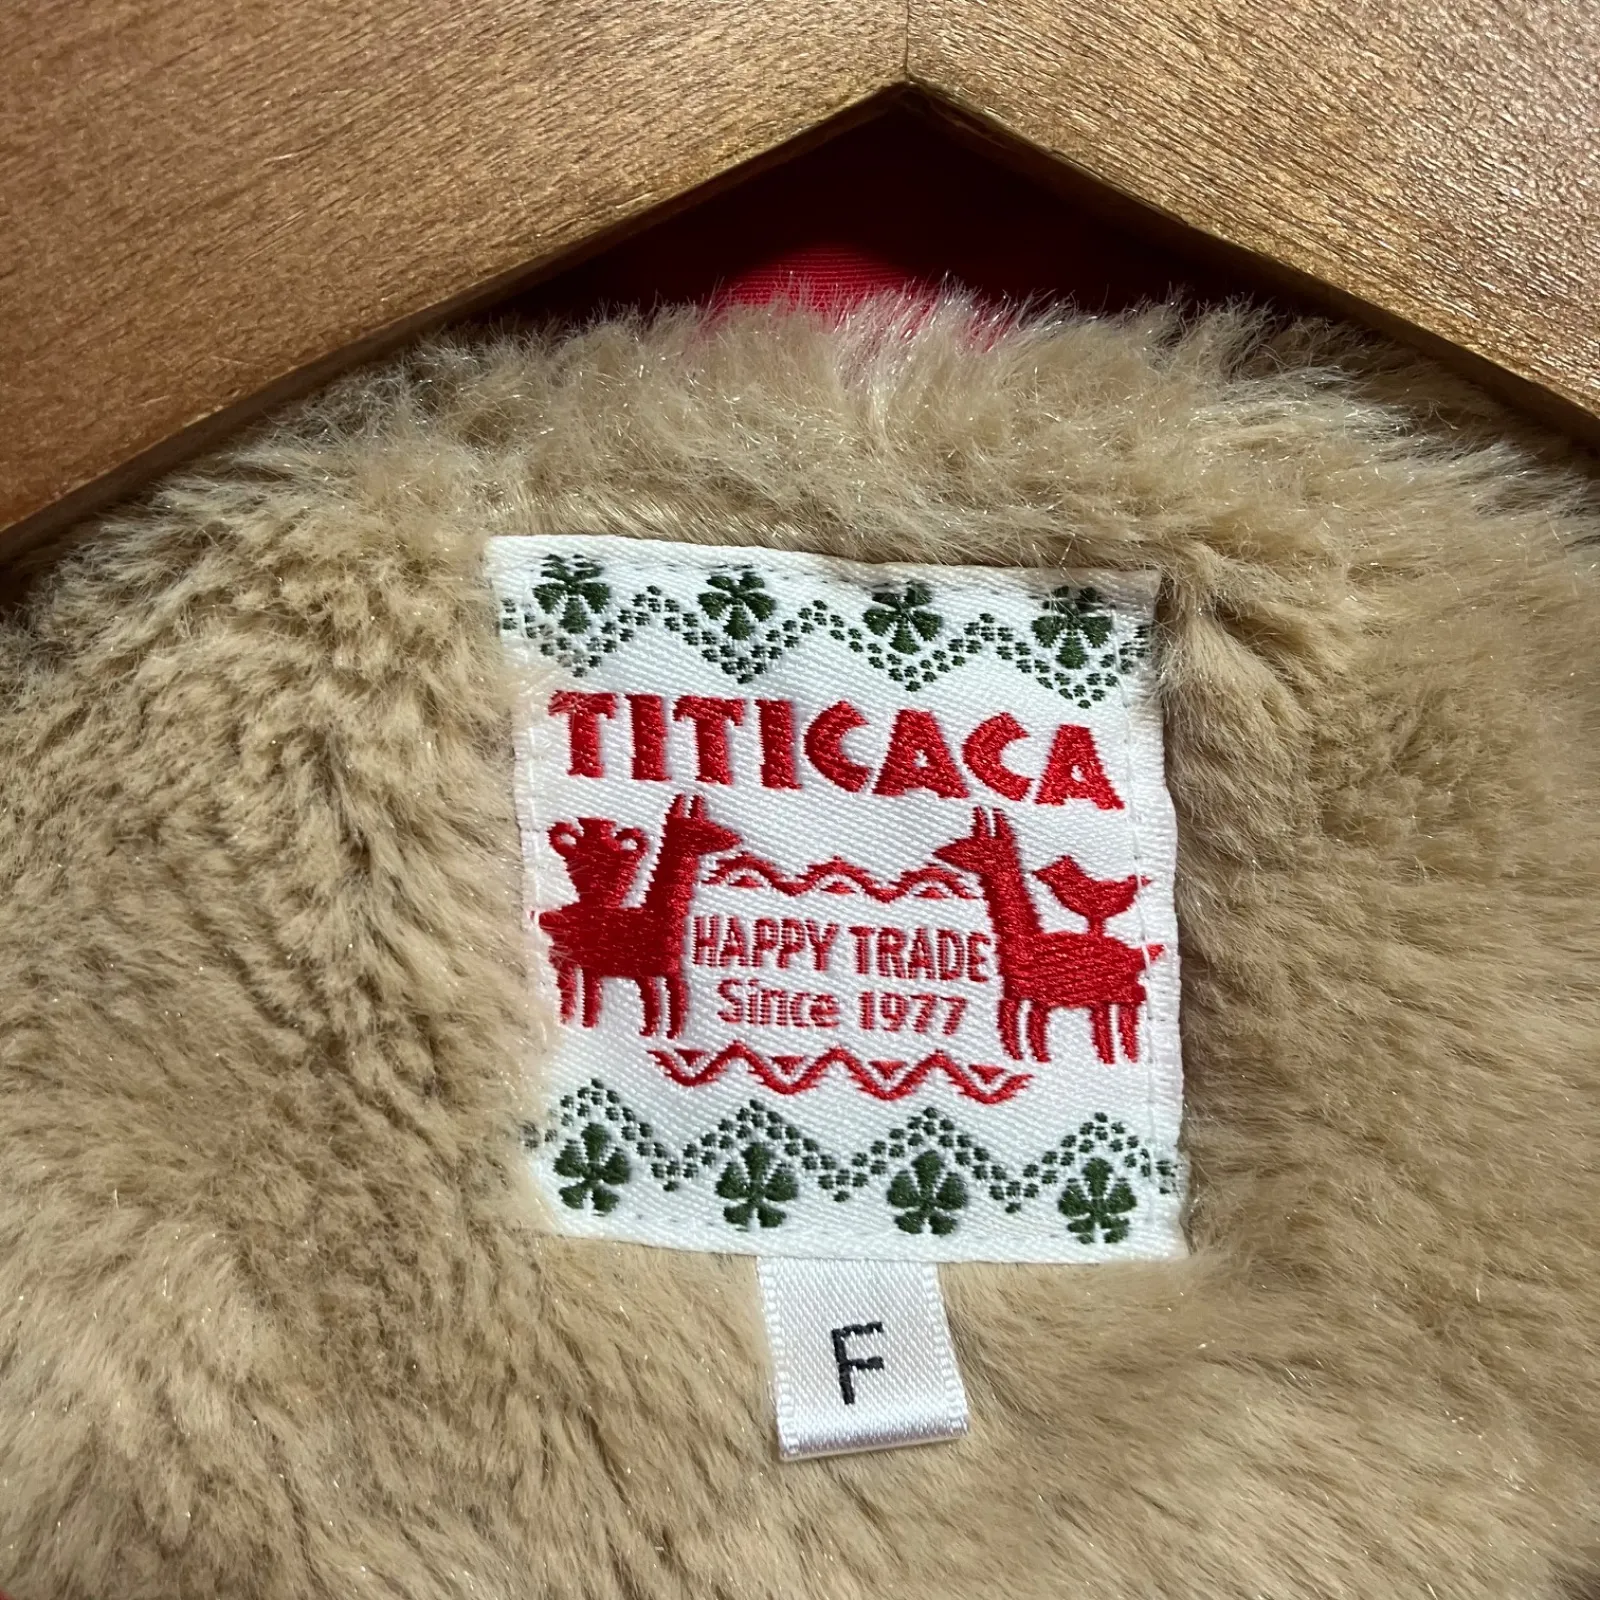 TITICACA
HAPPY TRADE
Since 1977
F